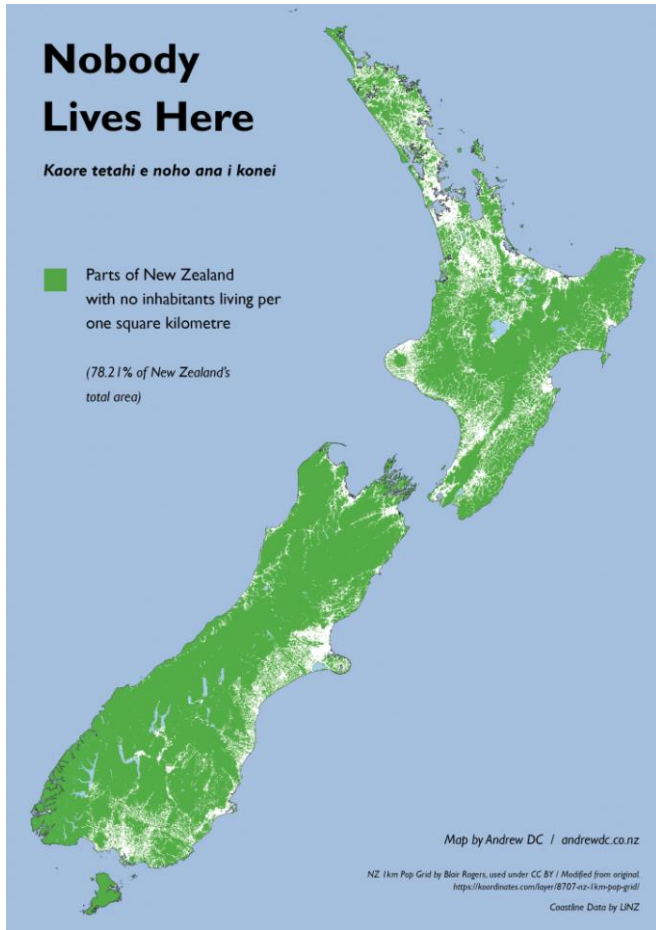 Nobody
Lives Here
Kaore tetahi e noho ana i konei
Parts of New Zealand
with no inhabitants living per
one square kilometre
(78.21% of New Zealand's
total area)
Map by Andrew DC / andrewdc.co.nz
NZ 1km Pop Grid by Blair Rogers, used under CC BY / Modified from original
https://koordinates.com/layer/8707-nz-1km-pop-grid/
Coastline Data by LINZ